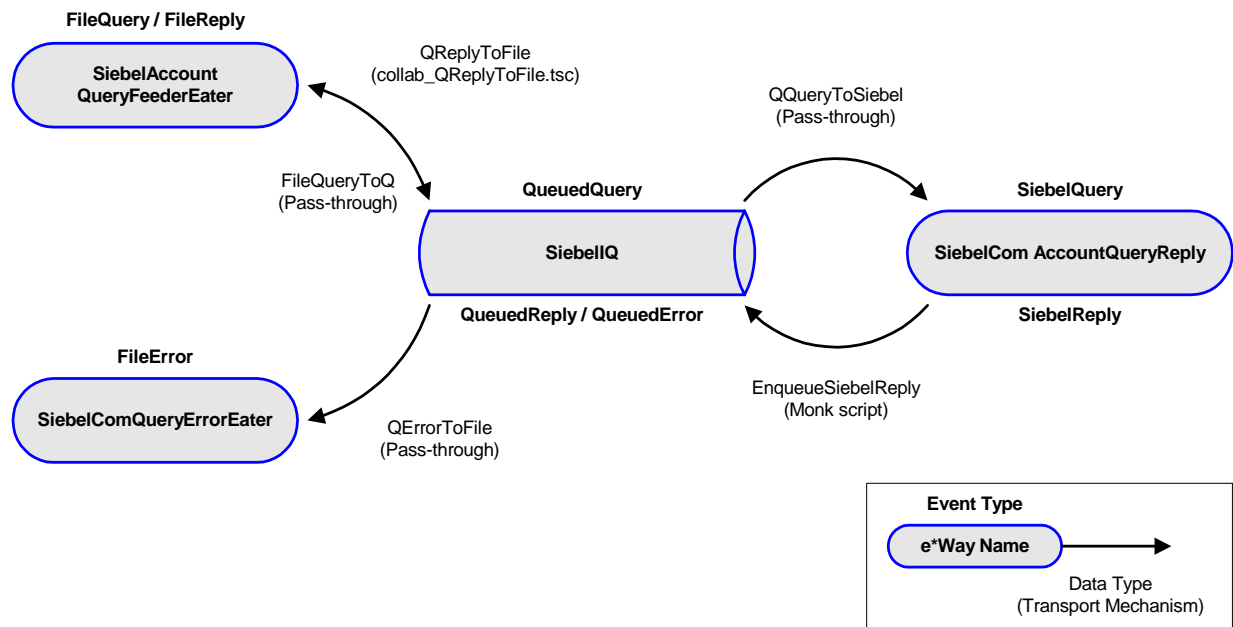 FileQuery / FileReply
SiebelAccount
QueryFeederEater
QReplyToFile
(collab_QReplyToFile.tsc)
QQueryToSiebel
(Pass-through)
FileQueryToQ
(Pass-through)
QueuedQuery
SiebelIQ
QueuedReply / QueuedError
SiebelQuery
SiebelCom AccountQueryReply
SiebelReply
FileError
SiebelComQueryErrorEater
QErrorToFile
(Pass-through)
EnqueueSiebelReply
(Monk script)
Event Type
e*Way Name
Data Type
(Transport Mechanism)